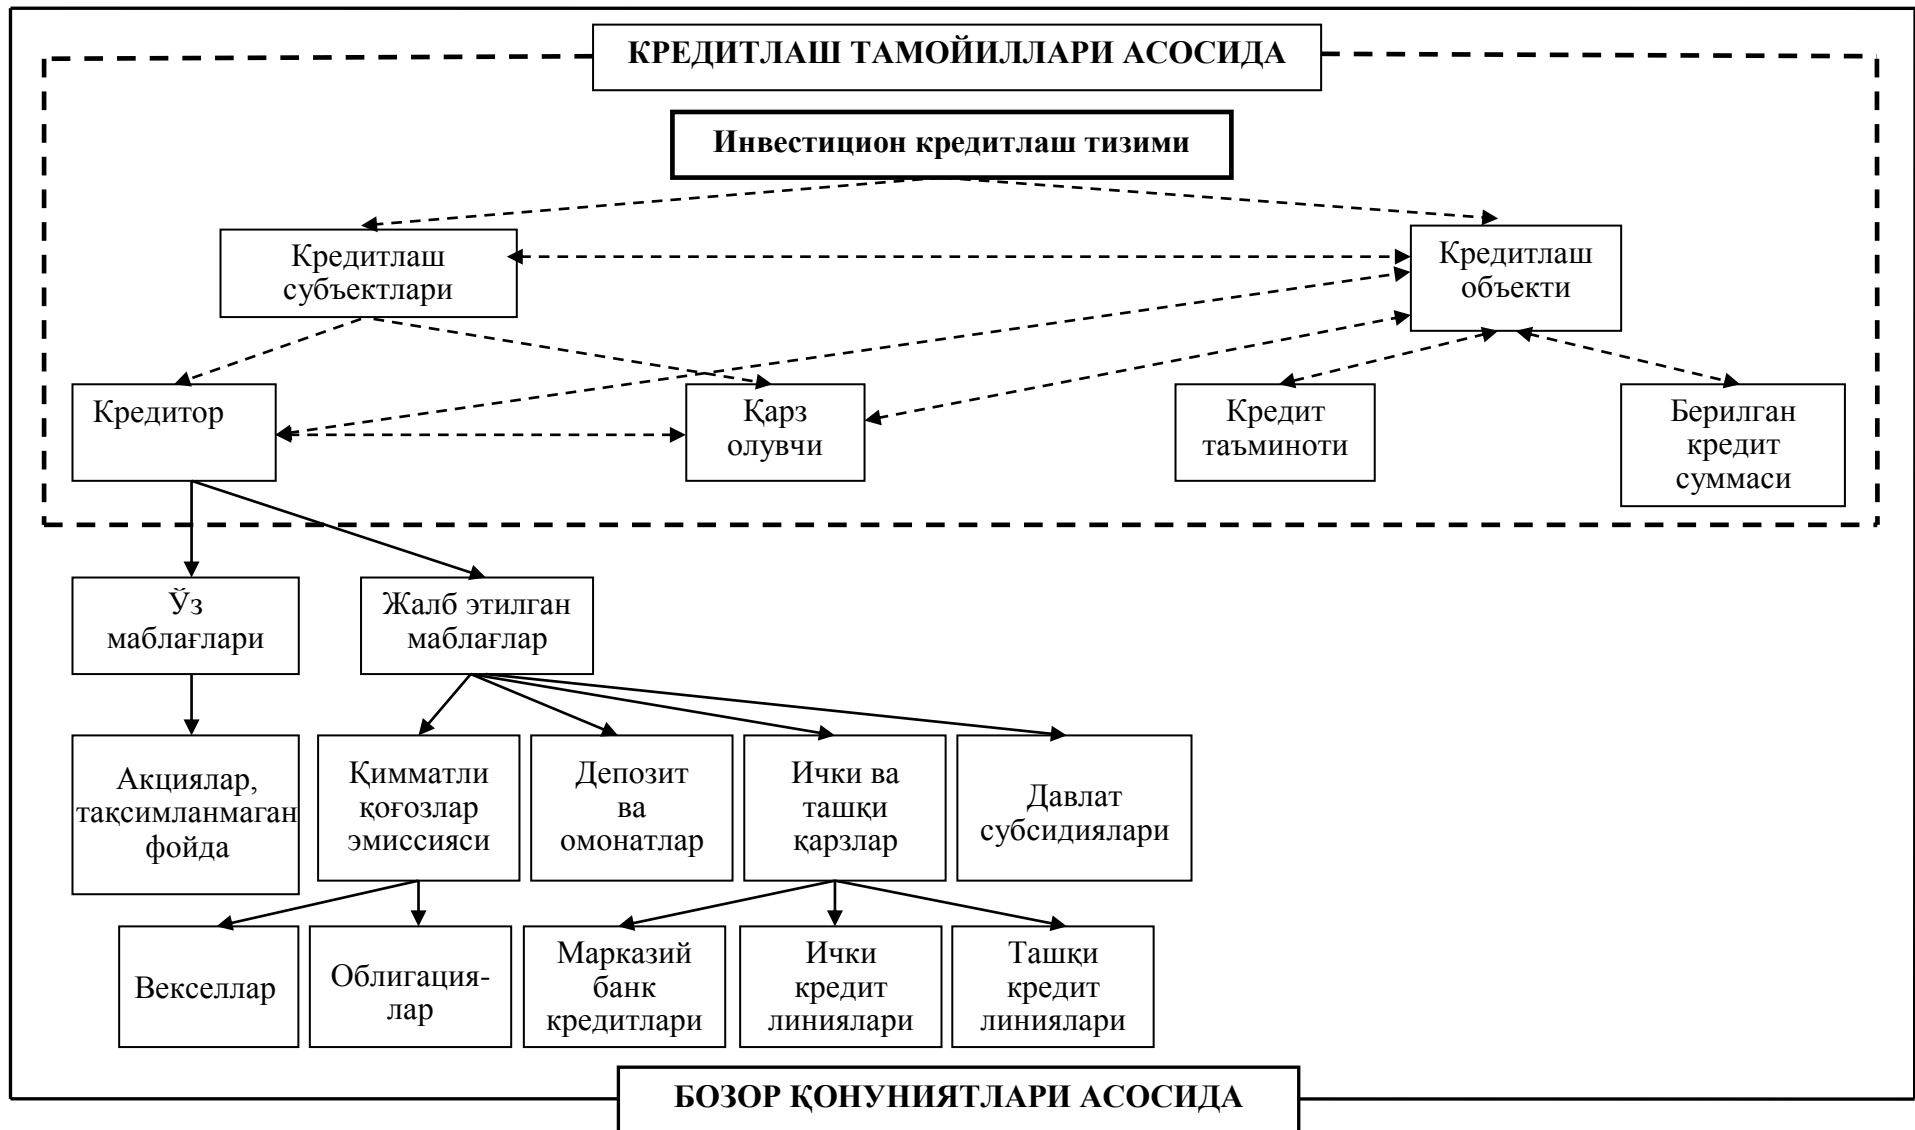 КРЕДИТЛАШ ТАМОЙИЛЛАРИ АСОСИДА
Инвестицион кредитлаш тизими
Кредитлаш
субъектлари
Кредитлаш
объекти
Кредитор
Қарз
олувчи
Кредит
таъминоти
Берилган
кредит
суммаси
Ўз
маблағлари
Жалб этилган
маблағлар
Акциялар,
тақсимланмаган
фойда
Қимматли
қоғозлар
эмиссияси
Депозит
ва
омонатлар
Ички ва
ташқи
қарзлар
Давлат
субсидиялари
Векселлар
Облигация-
лар
Марказий
банк
кредитлари
Ички
кредит
линиялари
Ташқи
кредит
линиялари
БОЗОР ҚОНУНИЯТЛАРИ АСОСИДА